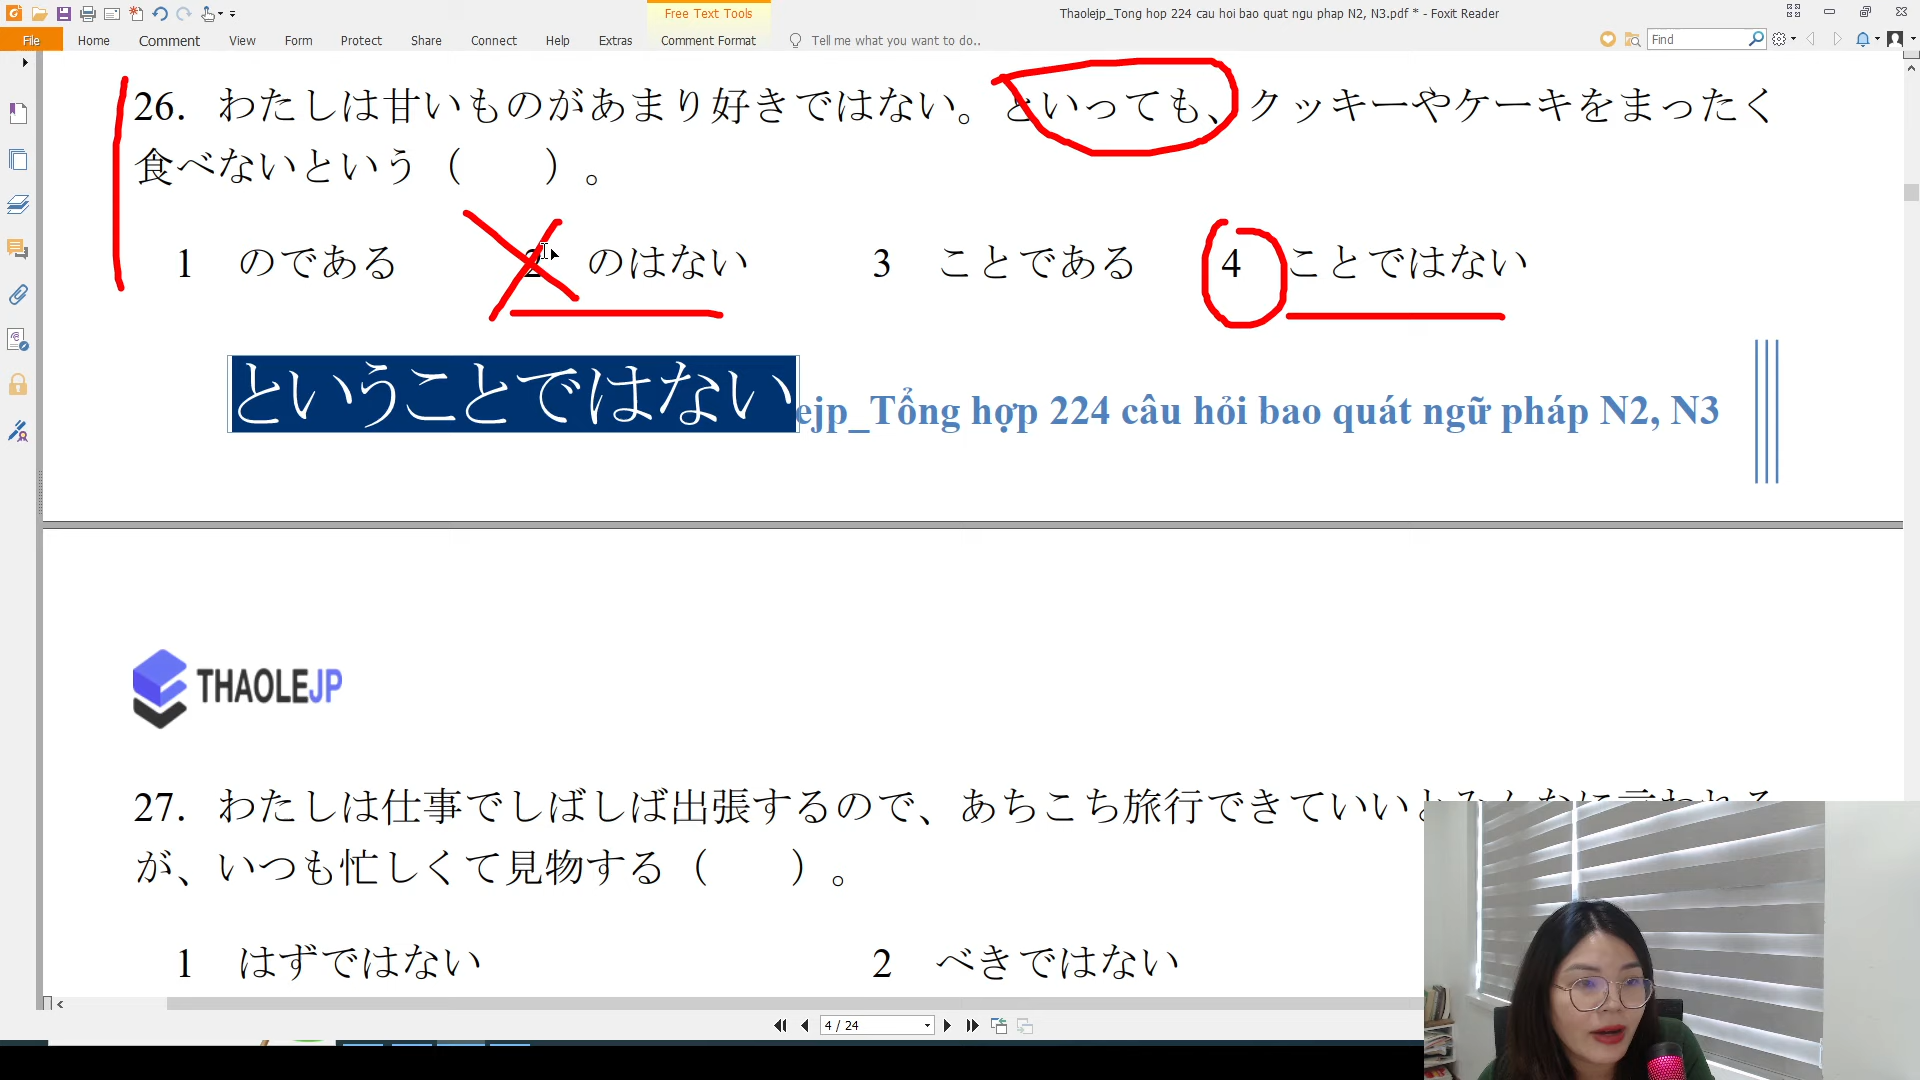 Free Text Tools
Thaolejp_Tong hop 224 cau hoi bao quat ngu phap N2, N3.pdf * - Foxit Reader
File Home Comment View Form Protect Share Connect Help Extras Comment Format Tell me what you want to do.. Find
26. わたしは甘いものがあまり好きではない。といっても、クッキーやケーキをまったく
食べないという（　　）。
1 のである 2 のはない 3 ことである 4 ことではない
ということではない
ejp_Tổng hợp 224 câu hỏi bao quát ngữ pháp N2, N3
THAOLEJP
27. わたしは仕事でしばしば出張するので、あちこち旅行できていいとみんなに言われる
が、いつも忙しくて見物する（　　）。
1 はずではない 2 べきではない
4 / 24